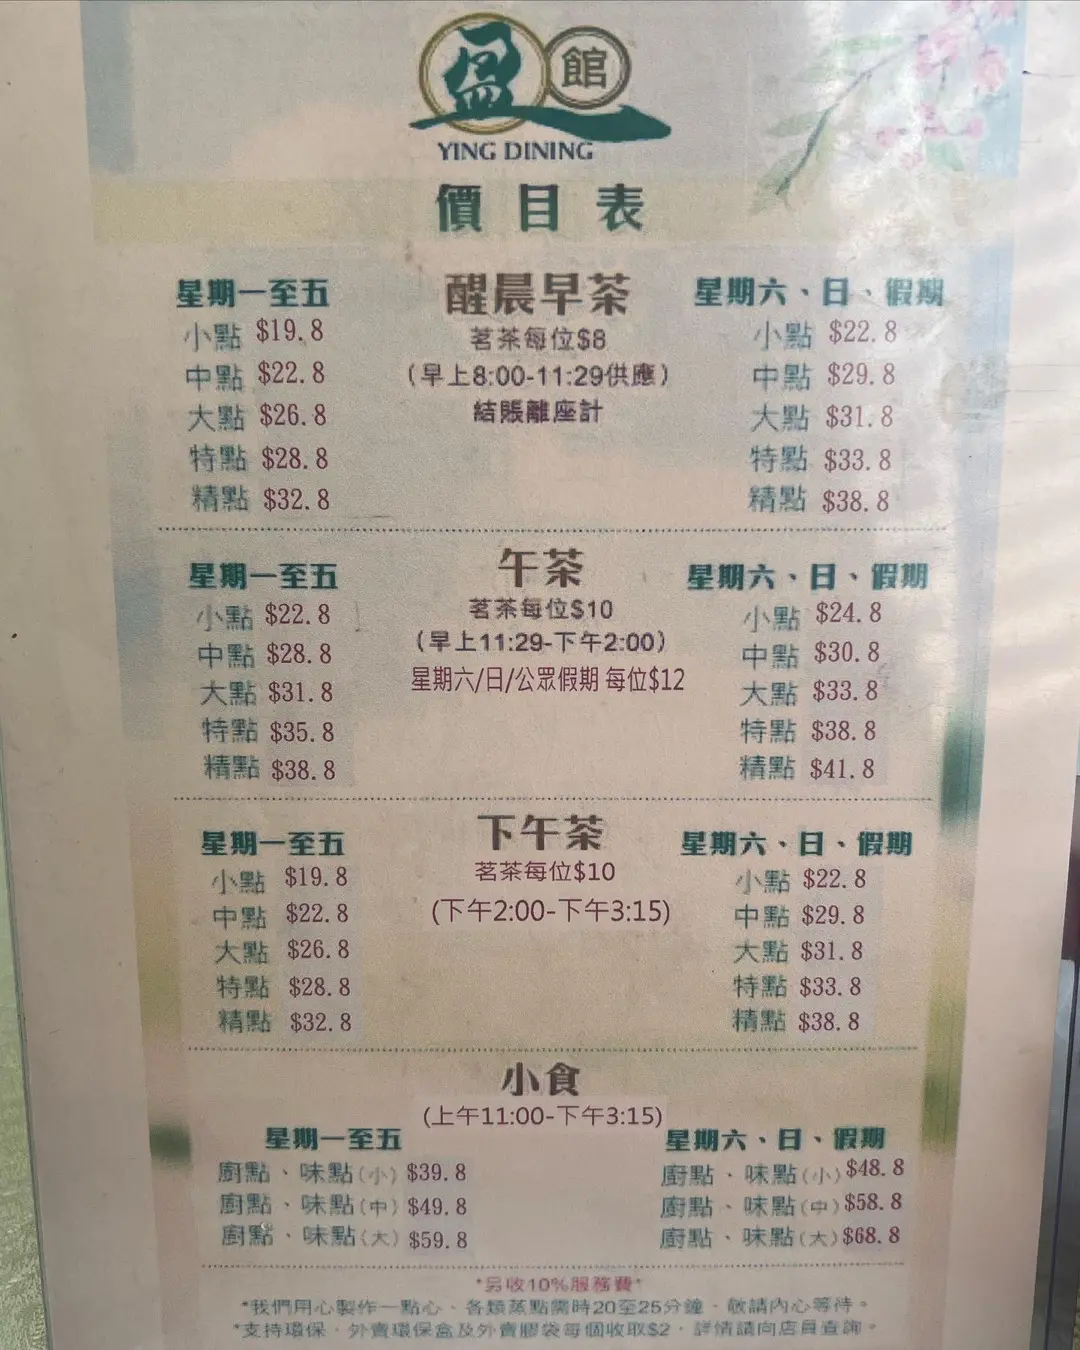 盈館
YING DINING
價目表
醒晨早茶
茗茶每位$8
(早上8:00-11:29供應)
結賬離座計
星期一至五
小點 $19.8
中點 $22.8
大點 $26.8
特點 $28.8
精點 $32.8
星期六、日、假期
小點 $22.8
中點 $29.8
大點 $31.8
特點 $33.8
精點 $38.8
午茶
茗茶每位$10
(早上11:29-下午2:00)
星期六/日/公眾假期 每位$12
星期一至五
小點 $22.8
中點 $28.8
大點 $31.8
特點 $35.8
精點 $38.8
星期六、日、假期
小點 $24.8
中點 $30.8
大點 $33.8
特點 $38.8
精點 $41.8
下午茶
茗茶每位$10
(下午2:00-下午3:15)
星期一至五
小點 $19.8
中點 $22.8
大點 $26.8
特點 $28.8
精點 $32.8
星期六、日、假期
小點 $22.8
中點 $29.8
大點 $31.8
特點 $33.8
精點 $38.8
小食
(上午11:00-下午3:15)
星期一至五
廚點、味點(小) $39.8
廚點、味點(中) $49.8
廚點、味點(大) $59.8
星期六、日、假期
廚點、味點(小) $48.8
廚點、味點(中) $58.8
廚點、味點(大) $68.8
*另收10%服務費*
*我們用心製作一點心、各類蒸點需時20至25分鐘，敬請內心等待。
*支持環保，外賣環保盒及外賣膠袋每個收取$2，詳情請向店員查詢。